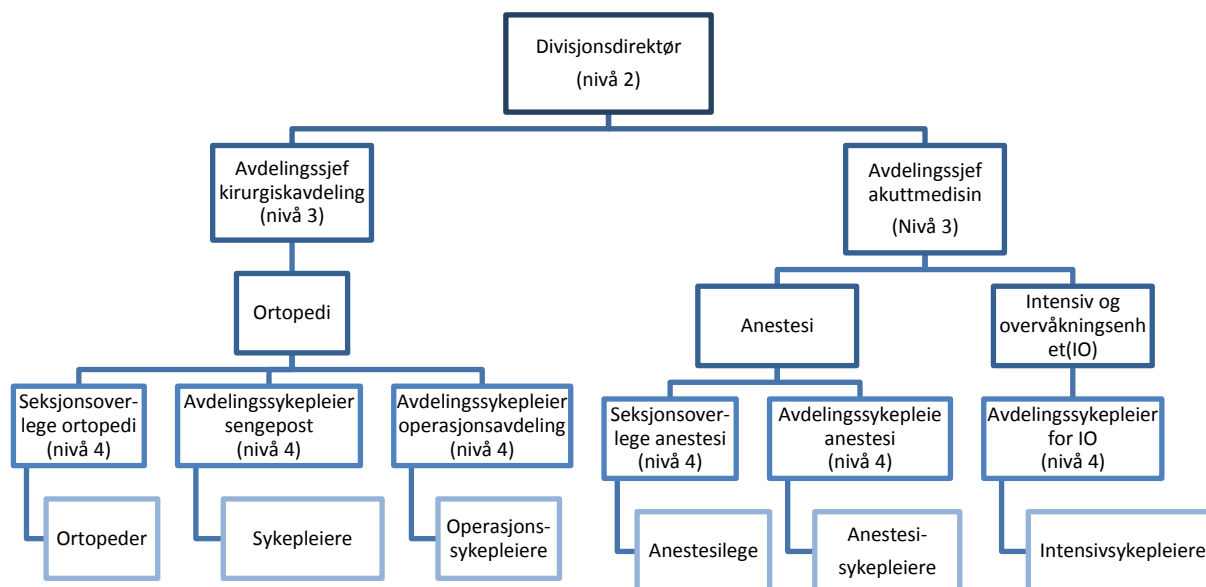 Divisjonsdirektør
(nivå 2)
Avdelingssjef
kirurgiskavdeling
(nivå 3)
Avdelingssjef
akuttmedisin
(Nivå 3)
Ortopedi
Anestesi
Intensiv og
overvåkningsenh
et(IO)
Seksjonsover-
lege ortopedi
(nivå 4)
Avdelingssykepleier
sengepost
(nivå 4)
Avdelingssykepleier
operasjonsavdeling
(nivå 4)
Seksjonsover-
lege anestesi
(nivå 4)
Avdelingssykepleie
anestesi
(nivå 4)
Avdelingssykepleier
for IO
(nivå 4)
Ortopeder
Sykepleiere
Operasjons-
sykepleiere
Anestesilege
Anestesi-
sykepleiere
Intensivsykepleiere